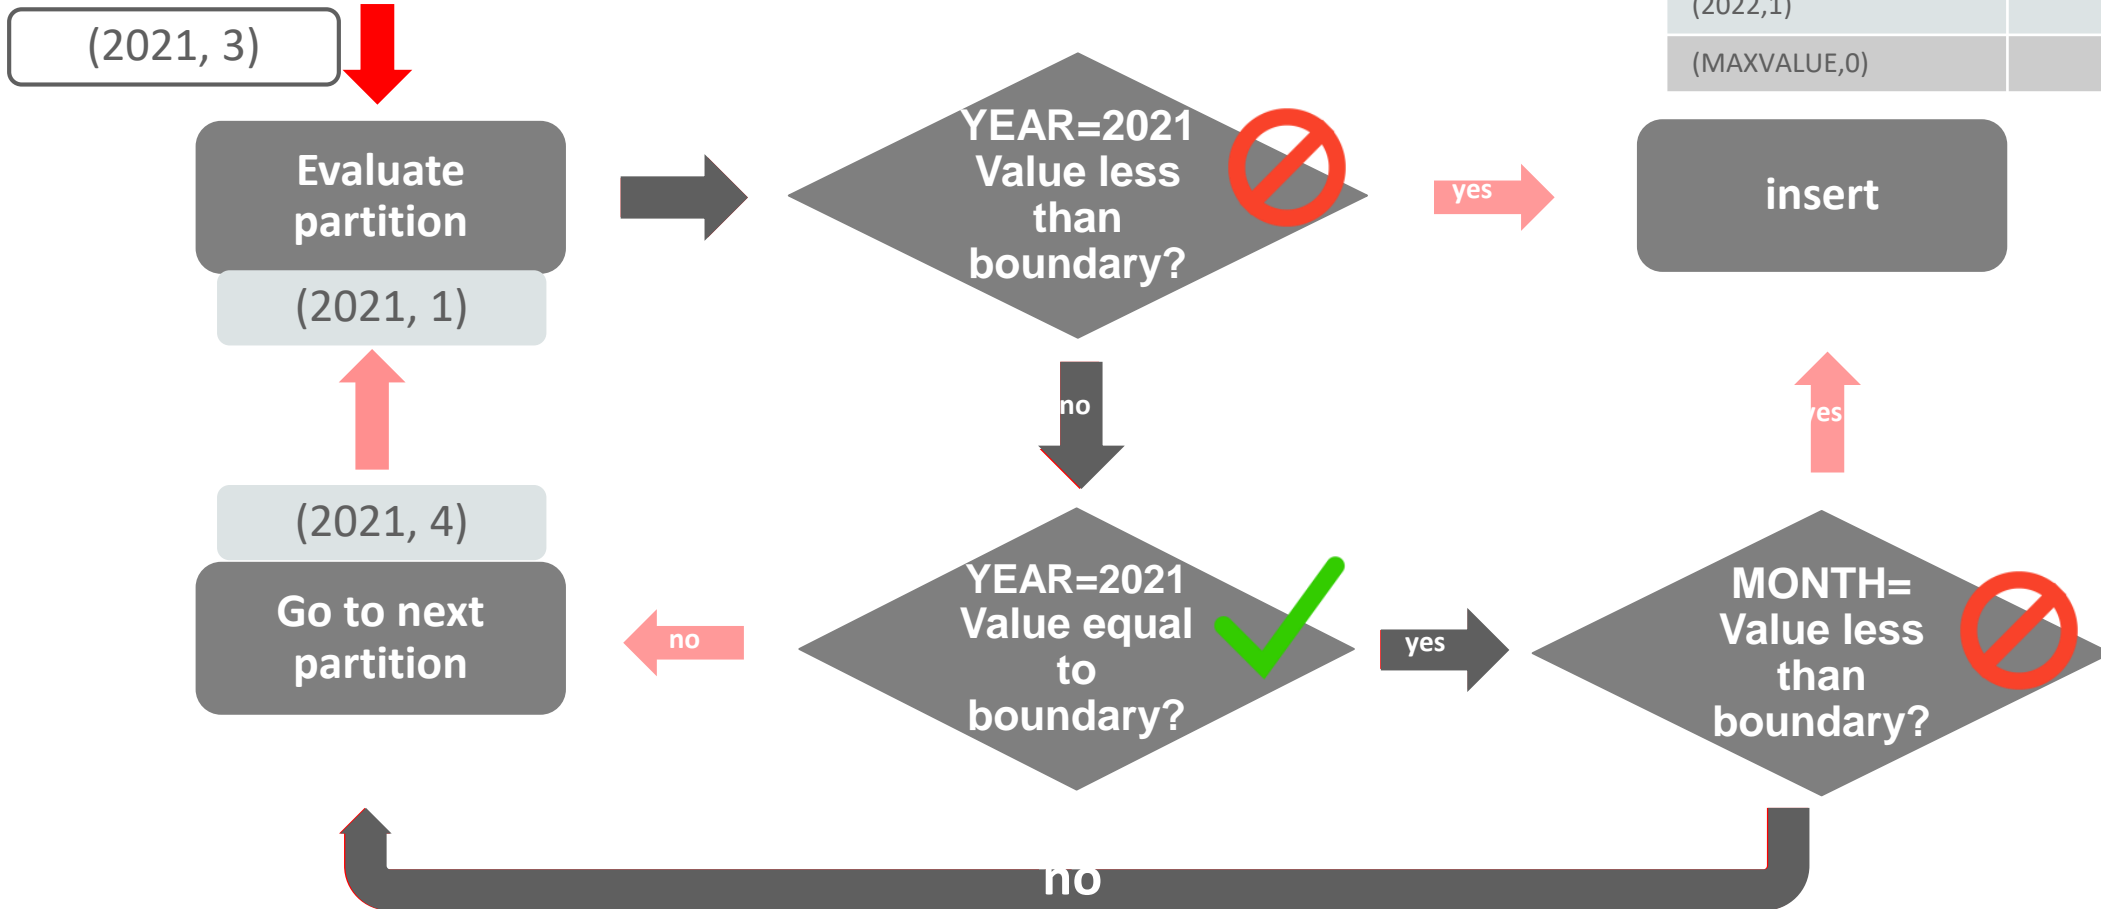 (2021, 3)
(2022,1)
(MAXVALUE,0)
Evaluate
partition
(2021, 1)
YEAR=2021
Value less
than
boundary?
yes
insert
no
yes
(2021, 4)
Go to next
partition
no
YEAR=2021
Value equal
to
boundary?
yes
MONTH=
Value less
than
boundary?
no